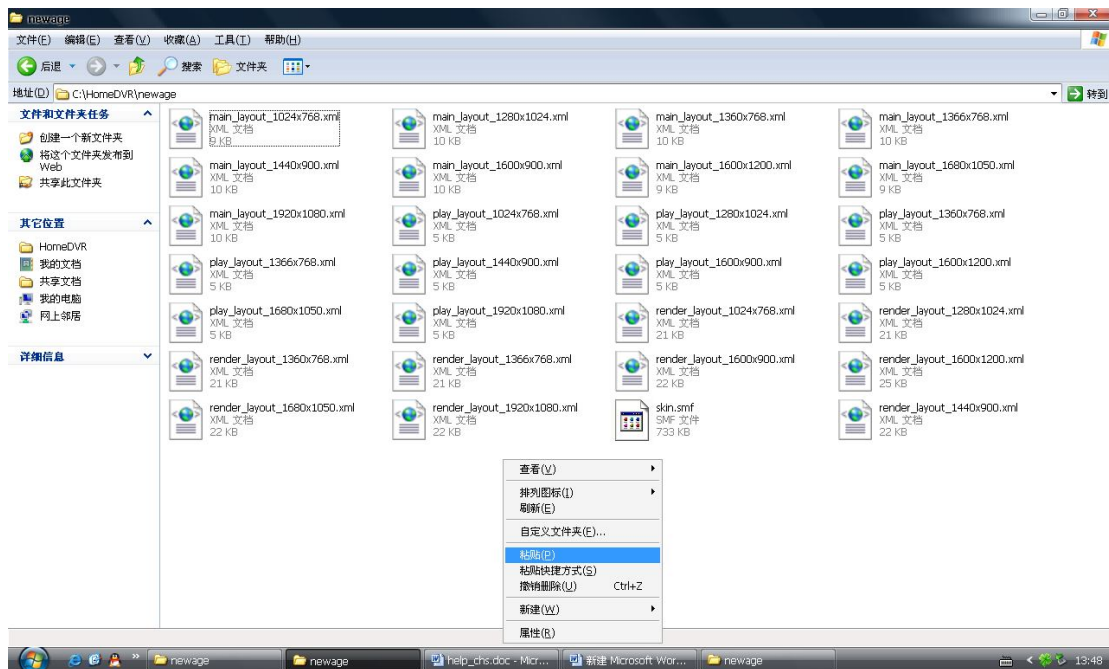 newage
文件(F) 编辑(E) 查看(V) 收藏(A) 工具(T) 帮助(H)
后退 搜索 文件夹
地址(D) C:\HomeDVR\newage 转到
文件和文件夹任务
创建一个新文件夹
将这个文件夹发布到
Web
共享此文件夹
其它位置
HomeDVR
我的文档
共享文档
我的电脑
网上邻居
详细信息
main_layout_1024x768.xml
XML 文档
9 KB
main_layout_1280x1024.xml
XML 文档
10 KB
main_layout_1360x768.xml
XML 文档
10 KB
main_layout_1366x768.xml
XML 文档
10 KB
main_layout_1440x900.xml
XML 文档
10 KB
main_layout_1600x900.xml
XML 文档
10 KB
main_layout_1600x1200.xml
XML 文档
9 KB
main_layout_1680x1050.xml
XML 文档
9 KB
main_layout_1920x1080.xml
XML 文档
10 KB
play_layout_1024x768.xml
XML 文档
5 KB
play_layout_1280x1024.xml
XML 文档
5 KB
play_layout_1360x768.xml
XML 文档
5 KB
play_layout_1366x768.xml
XML 文档
5 KB
play_layout_1440x900.xml
XML 文档
5 KB
play_layout_1600x900.xml
XML 文档
5 KB
play_layout_1600x1200.xml
XML 文档
5 KB
play_layout_1680x1050.xml
XML 文档
5 KB
play_layout_1920x1080.xml
XML 文档
5 KB
render_layout_1024x768.xml
XML 文档
21 KB
render_layout_1280x1024.xml
XML 文档
21 KB
render_layout_1360x768.xml
XML 文档
21 KB
render_layout_1366x768.xml
XML 文档
21 KB
render_layout_1600x900.xml
XML 文档
22 KB
render_layout_1600x1200.xml
XML 文档
25 KB
render_layout_1680x1050.xml
XML 文档
22 KB
render_layout_1920x1080.xml
XML 文档
22 KB
skin.smf
SMF 文件
733 KB
render_layout_1440x900.xml
XML 文档
22 KB
查看(V)
排列图标(I)
刷新(E)
自定义文件夹(F)...
粘贴(P)
粘贴快捷方式(S)
撤销删除(U) Ctrl+Z
新建(W)
属性(R)
newage newage help_chs.doc - Micr... 新建 Microsoft Wor... newage 13:48